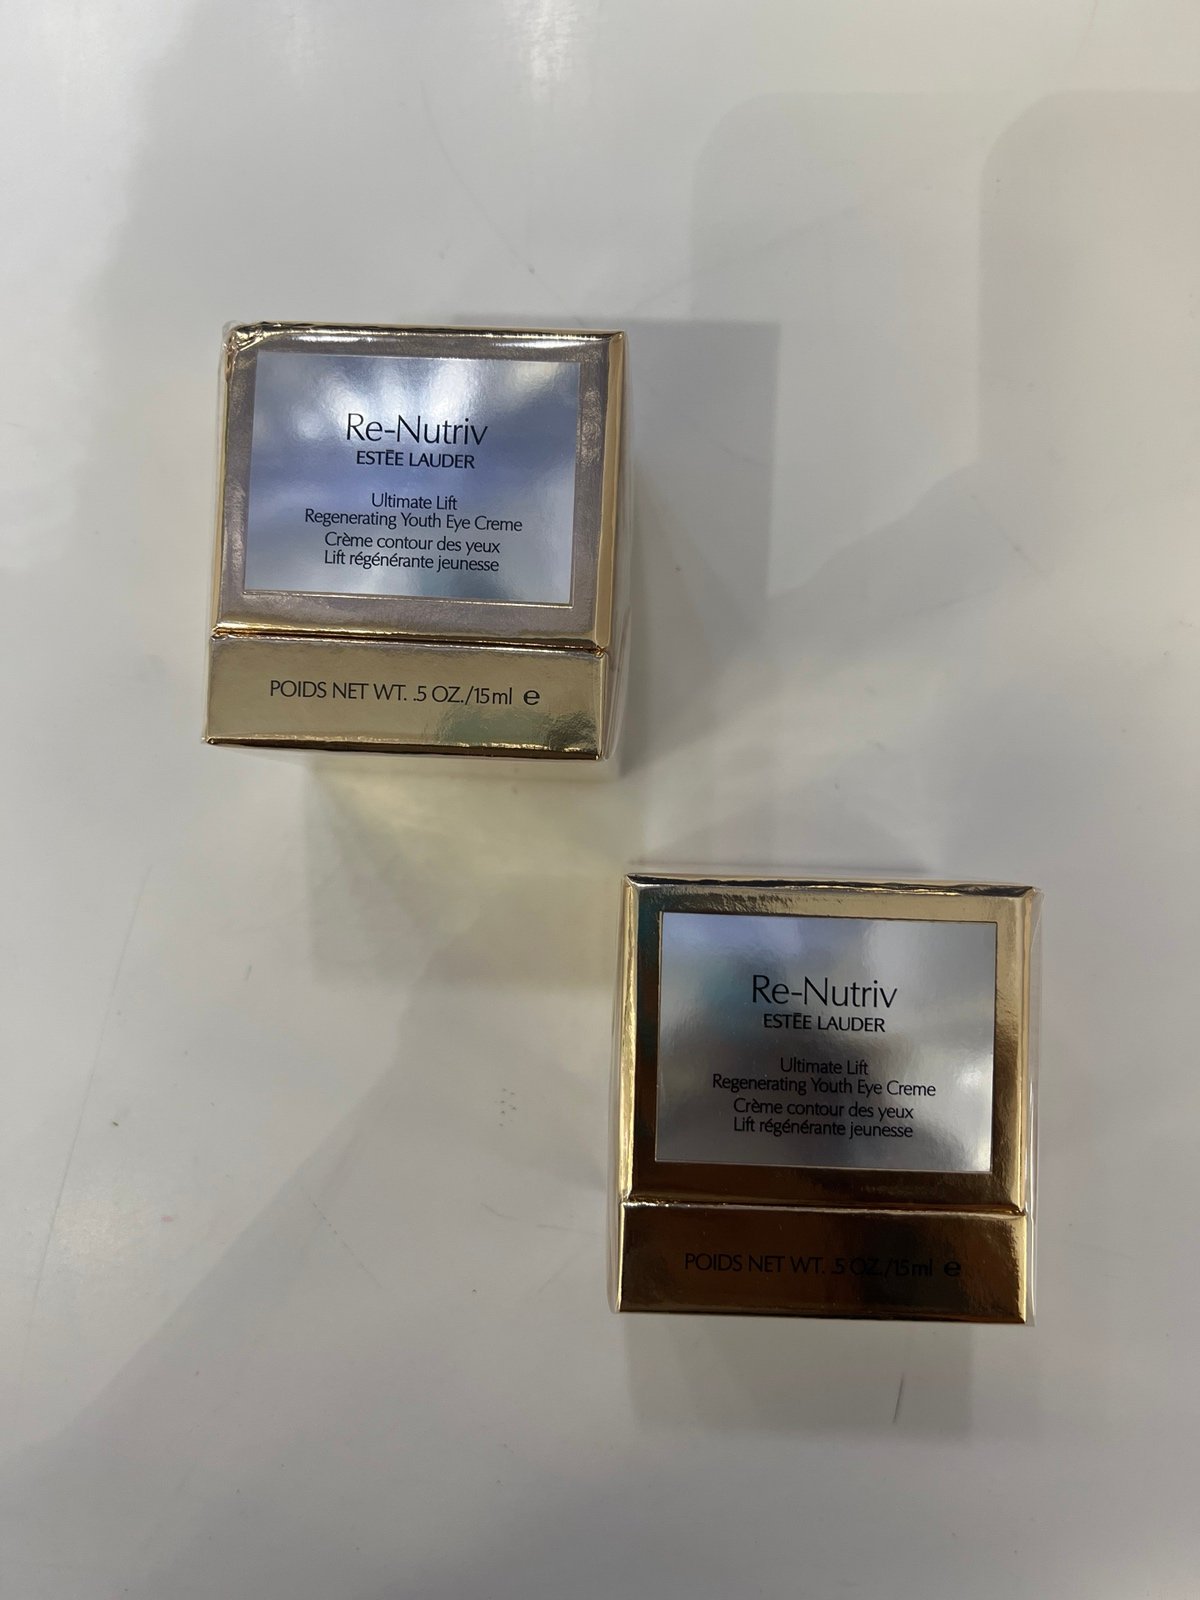 Re-Nutriv
ESTĒE LAUDER
Ultimate Lift
Regenerating Youth Eye Creme
Crème contour des yeux
Lift régénérante jeunesse
POIDS NET WT. .5 OZ./15ml ℮
Re-Nutriv
ESTĒE LAUDER
Ultimate Lift
Regenerating Youth Eye Creme
Crème contour des yeux
Lift régénérante jeunesse
POIDS NET WT. .5 OZ./15ml ℮